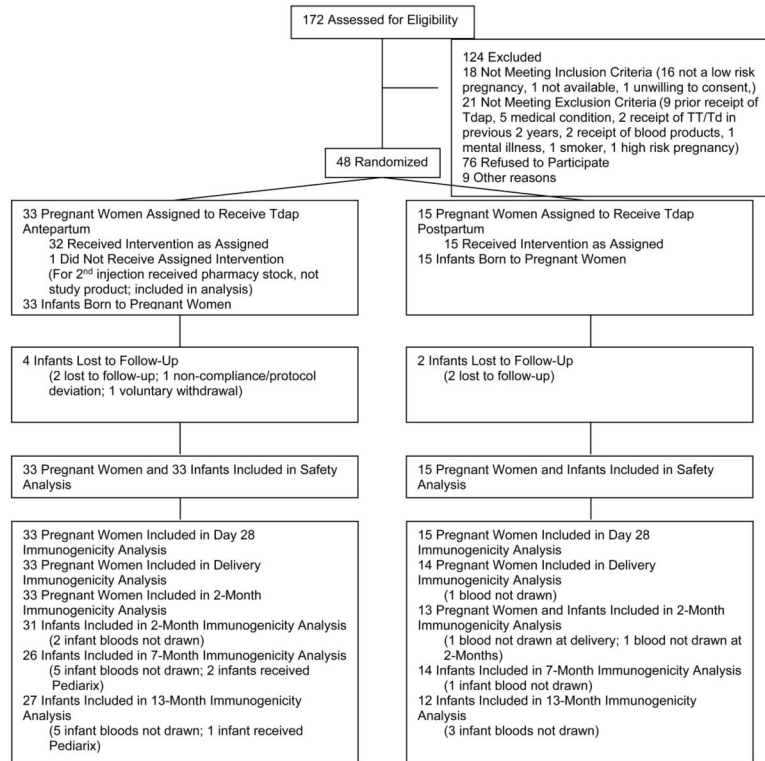 172 Assessed for Eligibility
124 Excluded
18 Not Meeting Inclusion Criteria (16 not a low risk
pregnancy, 1 not available, 1 unwilling to consent,)
21 Not Meeting Exclusion Criteria (9 prior receipt of
Tdap, 5 medical condition, 2 receipt of TT/Td in
previous 2 years, 2 receipt of blood products, 1
mental illness, 1 smoker, 1 high risk pregnancy)
76 Refused to Participate
9 Other reasons
48 Randomized
33 Pregnant Women Assigned to Receive Tdap
Antepartum
32 Received Intervention as Assigned
1 Did Not Receive Assigned Intervention
(For 2nd injection received pharmacy stock, not
study product; included in analysis)
33 Infants Born to Pregnant Women
15 Pregnant Women Assigned to Receive Tdap
Postpartum
15 Received Intervention as Assigned
15 Infants Born to Pregnant Women
4 Infants Lost to Follow-Up
(2 lost to follow-up; 1 non-compliance/protocol
deviation; 1 voluntary withdrawal)
2 Infants Lost to Follow-Up
(2 lost to follow-up)
33 Pregnant Women and 33 Infants Included in Safety
Analysis
15 Pregnant Women and Infants Included in Safety
Analysis
33 Pregnant Women Included in Day 28
Immunogenicity Analysis
33 Pregnant Women Included in Delivery
Immunogenicity Analysis
33 Pregnant Women Included in 2-Month
Immunogenicity Analysis
31 Infants Included in 2-Month Immunogenicity Analysis
(2 infant bloods not drawn)
26 Infants Included in 7-Month Immunogenicity Analysis
(5 infant bloods not drawn; 2 infants received
Pediarix)
27 Infants Included in 13-Month Immunogenicity
Analysis
(5 infant bloods not drawn; 1 infant received
Pediarix)
15 Pregnant Women Included in Day 28
Immunogenicity Analysis
14 Pregnant Women Included in Delivery
Immunogenicity Analysis
(1 blood not drawn)
13 Pregnant Women and Infants Included in 2-Month
Immunogenicity Analysis
(1 blood not drawn at delivery; 1 blood not drawn at
2-Months)
14 Infants Included in 7-Month Immunogenicity Analysis
(1 infant blood not drawn)
12 Infants Included in 13-Month Immunogenicity
Analysis
(3 infant bloods not drawn)